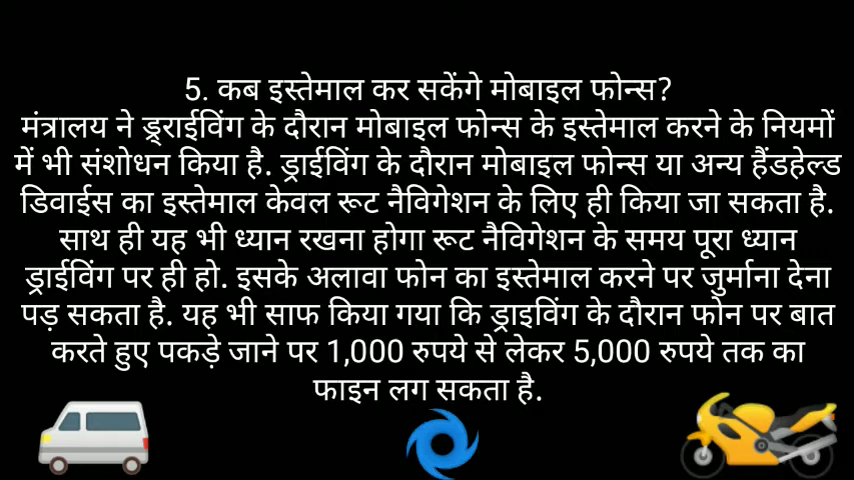 5. कब इस्तेमाल कर सकेंगे मोबाइल फोन्स?
मंत्रालय ने ड्राईविंग के दौरान मोबाइल फोन्स के इस्तेमाल करने के नियमों
में भी संशोधन किया है. ड्राईविंग के दौरान मोबाइल फोन्स या अन्य हैंडहेल्ड
डिवाईस का इस्तेमाल केवल रूट नैविगेशन के लिए ही किया जा सकता है.
साथ ही यह भी ध्यान रखना होगा रूट नैविगेशन के समय पूरा ध्यान
ड्राईविंग पर ही हो. इसके अलावा फोन का इस्तेमाल करने पर जुर्माना देना
पड़ सकता है. यह भी साफ किया गया कि ड्राइविंग के दौरान फोन पर बात
करते हुए पकड़े जाने पर 1,000 रुपये से लेकर 5,000 रुपये तक का
फाइन लग सकता है.